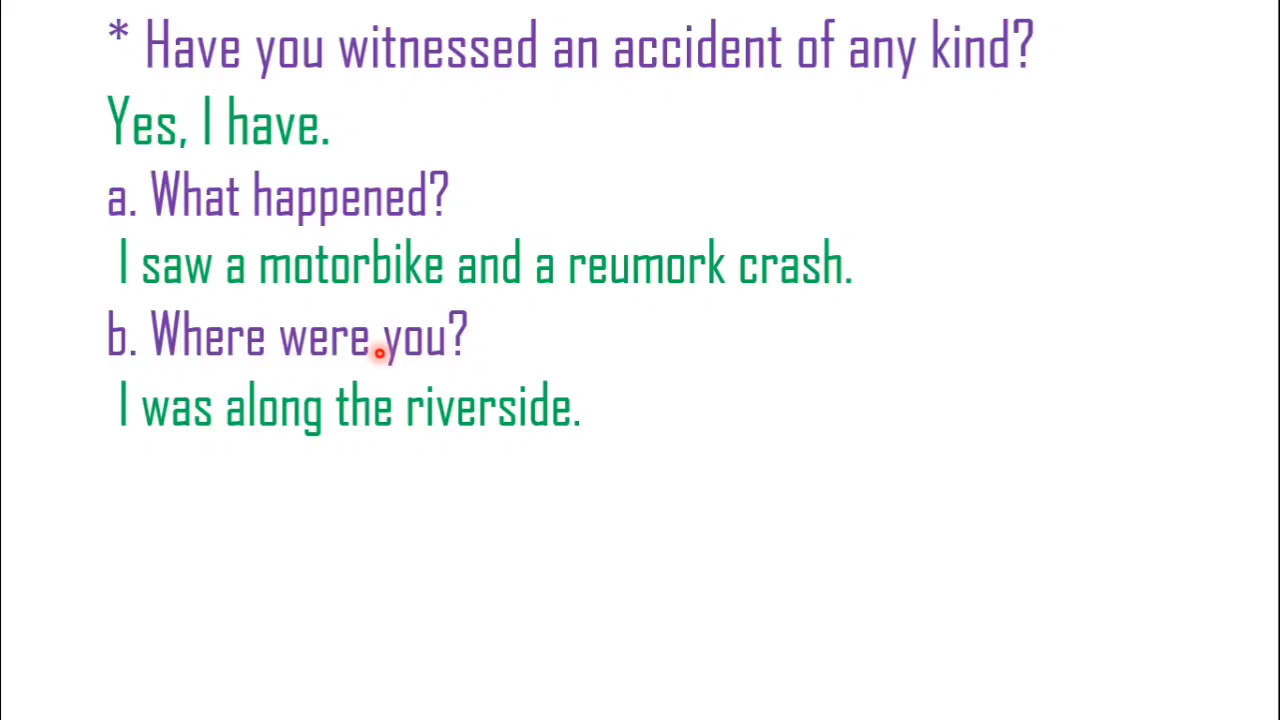 * Have you witnessed an accident of any kind?
Yes, I have.
a. What happened?
I saw a motorbike and a reumork crash.
b. Where were you?
I was along the riverside.